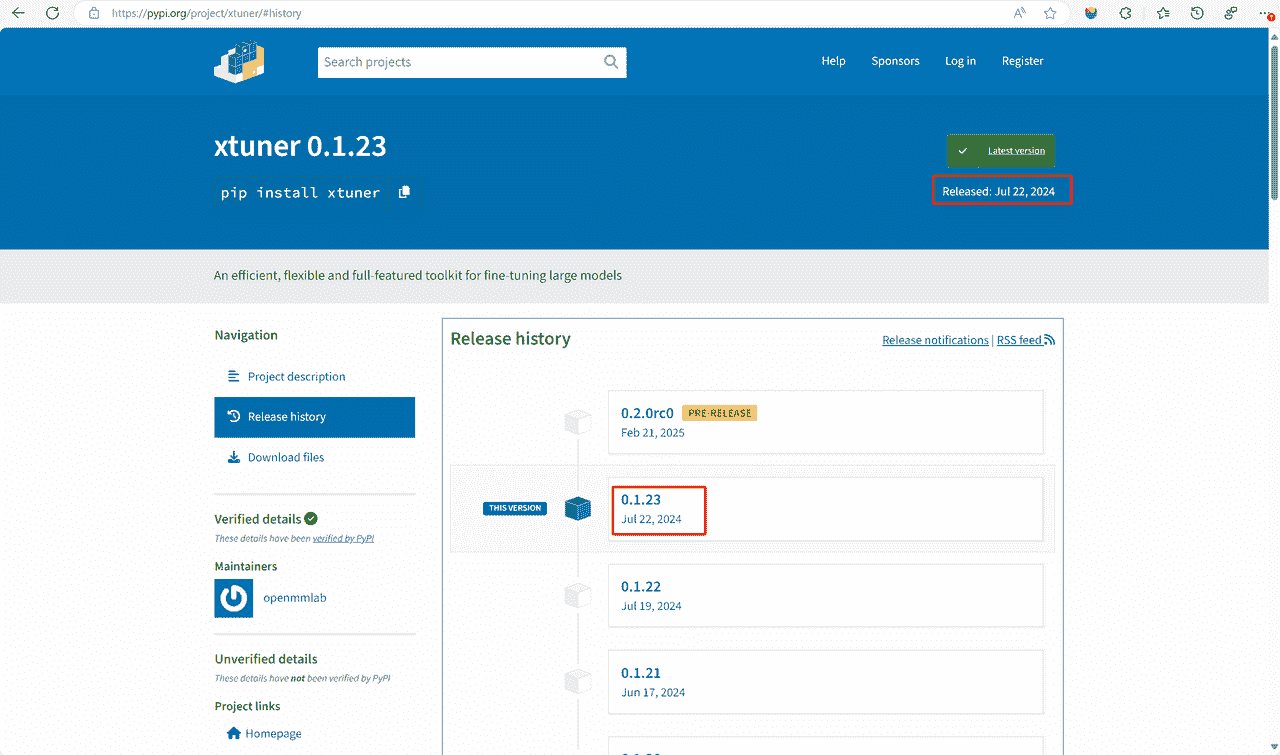 https://pypi.org/project/xtuner/#history
Search projects
Help
Sponsors
Log in
Register
xtuner 0.1.23
Latest version
pip install xtuner
Released: Jul 22, 2024
An efficient, flexible and full-featured toolkit for fine-tuning large models
Navigation
Project description
Release history
Download files
Verified details
These details have been verified by PyPI
Maintainers
openmmlab
Unverified details
These details have not been verified by PyPI
Project links
Homepage
Release history
Release notifications | RSS feed
0.2.0rc0 PRE-RELEASE
Feb 21, 2025
THIS VERSION
0.1.23
Jul 22, 2024
0.1.22
Jul 19, 2024
0.1.21
Jun 17, 2024